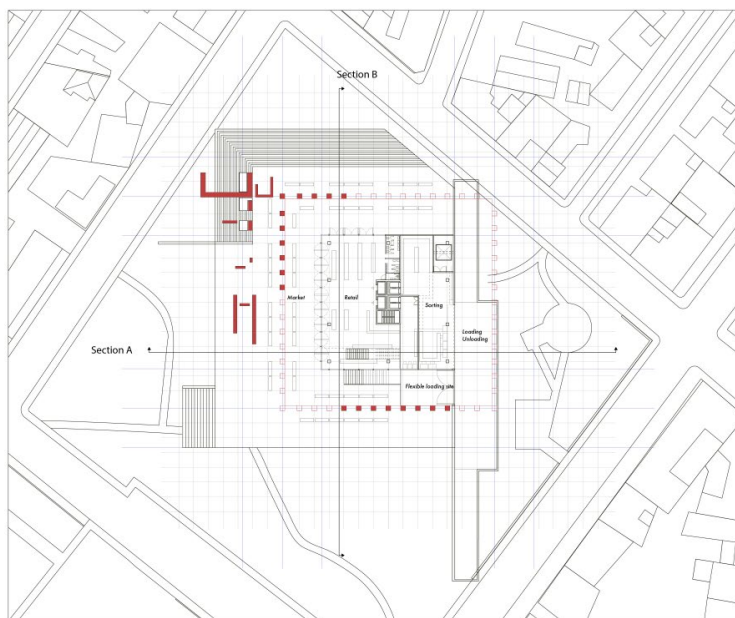 Section B
Market
Retail
Sorting
Loading
Unloading
Section A
Flexible loading site